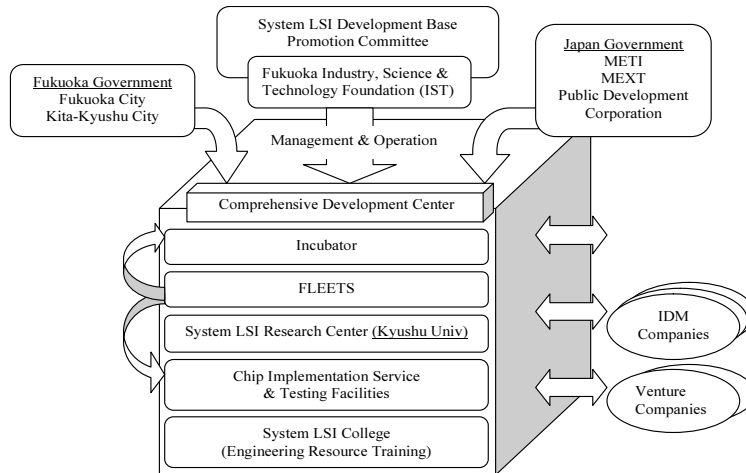 System LSI Development Base
Promotion Committee
Fukuoka Industry, Science &
Technology Foundation (IST)
Japan Government
METI
MEXT
Public Development
Corporation
Fukuoka Government
Fukuoka City
Kita-Kyushu City
Management & Operation
Comprehensive Development Center
Incubator
FLEETS
System LSI Research Center (Kyushu Univ)
Chip Implementation Service
& Testing Facilities
System LSI College
(Engineering Resource Training)
IDM
Companies
Venture
Companies